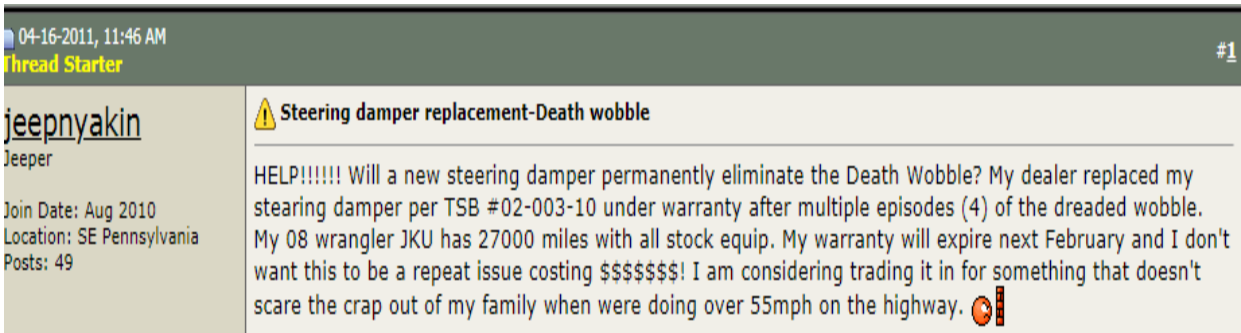 04-16-2011, 11:46 AM
Thread Starter
#1
jeepnyakin
Jeeper
Join Date: Aug 2010
Location: SE Pennsylvania
Posts: 49
Steering damper replacement-Death wobble
HELP!!!!!! Will a new steering damper permanently eliminate the Death Wobble? My dealer replaced my
stearing damper per TSB #02-003-10 under warranty after multiple episodes (4) of the dreaded wobble.
My 08 wrangler JKU has 27000 miles with all stock equip. My warranty will expire next February and I don't
want this to be a repeat issue costing $$$$$$$! I am considering trading it in for something that doesn't
scare the crap out of my family when were doing over 55mph on the highway.